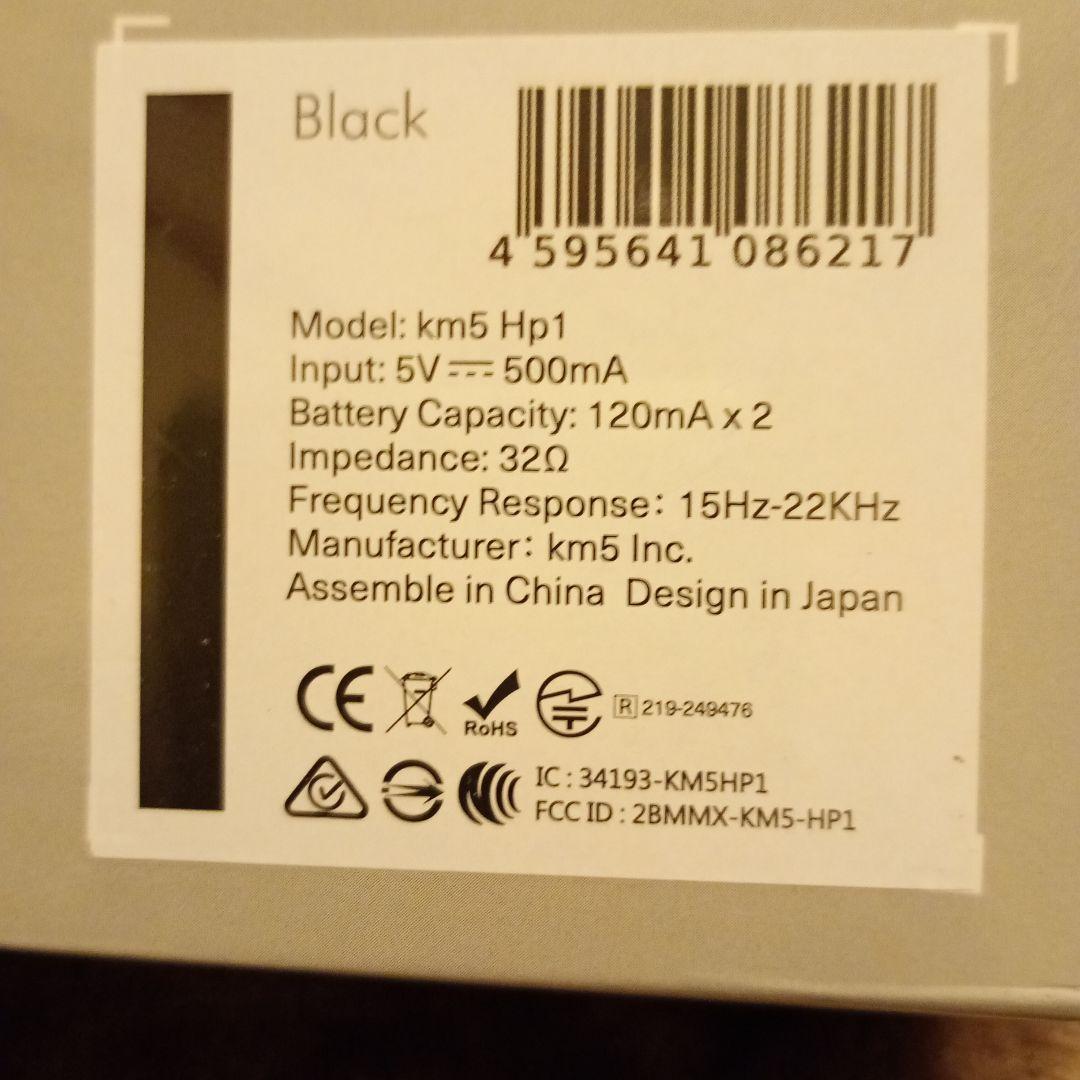 Black
4 595641 086217
Model: km5 Hp1
Input: 5V ⎓ 500mA
Battery Capacity: 120mA x 2
Impedance: 32Ω
Frequency Response: 15Hz-22KHz
Manufacturer: km5 Inc.
Assemble in China Design in Japan
CE RoHS R 219-249476
IC : 34193-KM5HP1
FCC ID : 2BMMX-KM5-HP1